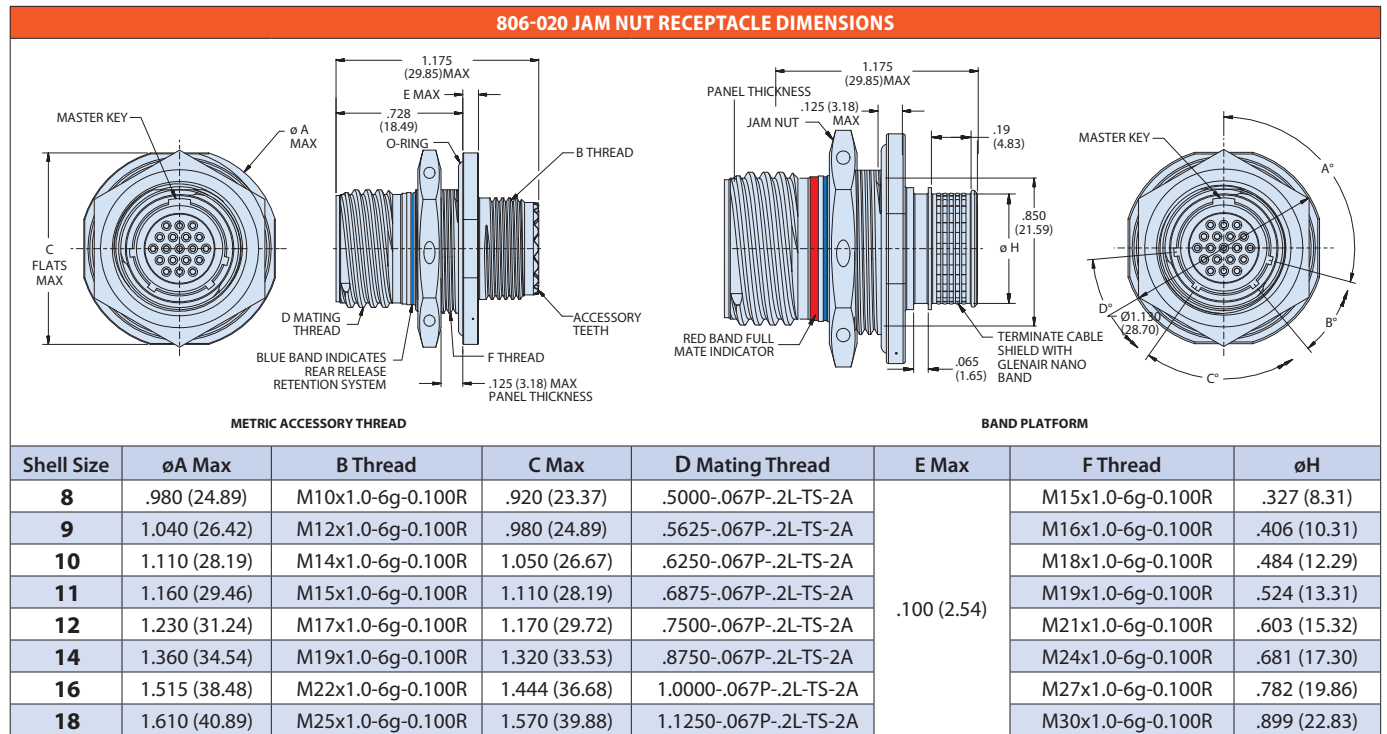 806-020 JAM NUT RECEPTACLE DIMENSIONS
MASTER KEY
ø A
MAX
C
FLATS
MAX
1.175
(29.85)MAX
E MAX
.728
(18.49)
O-RING
B THREAD
D MATING
THREAD
BLUE BAND INDICATES
REAR RELEASE
RETENTION SYSTEM
F THREAD
ACCESSORY
TEETH
.125 (3.18) MAX
PANEL THICKNESS
METRIC ACCESSORY THREAD
1.175
(29.85)MAX
PANEL THICKNESS
.125 (3.18)
MAX
JAM NUT
.19
(4.83)
.850
(21.59)
ø H
RED BAND FULL
MATE INDICATOR
.065
(1.65)
TERMINATE CABLE
SHIELD WITH
GLENAIR NANO
BAND
MASTER KEY
A°
B°
C°
D°
Ø1.130
(28.70)
BAND PLATFORM
Shell Size øA Max B Thread C Max D Mating Thread E Max F Thread øH
8 .980 (24.89) M10x1.0-6g-0.100R .920 (23.37) .5000-.067P-.2L-TS-2A M15x1.0-6g-0.100R .327 (8.31)
9 1.040 (26.42) M12x1.0-6g-0.100R .980 (24.89) .5625-.067P-.2L-TS-2A M16x1.0-6g-0.100R .406 (10.31)
10 1.110 (28.19) M14x1.0-6g-0.100R 1.050 (26.67) .6250-.067P-.2L-TS-2A M18x1.0-6g-0.100R .484 (12.29)
11 1.160 (29.46) M15x1.0-6g-0.100R 1.110 (28.19) .6875-.067P-.2L-TS-2A M19x1.0-6g-0.100R .524 (13.31)
.100 (2.54)
12 1.230 (31.24) M17x1.0-6g-0.100R 1.170 (29.72) .7500-.067P-.2L-TS-2A M21x1.0-6g-0.100R .603 (15.32)
14 1.360 (34.54) M19x1.0-6g-0.100R 1.320 (33.53) .8750-.067P-.2L-TS-2A M24x1.0-6g-0.100R .681 (17.30)
16 1.515 (38.48) M22x1.0-6g-0.100R 1.444 (36.68) 1.0000-.067P-.2L-TS-2A M27x1.0-6g-0.100R .782 (19.86)
18 1.610 (40.89) M25x1.0-6g-0.100R 1.570 (39.88) 1.1250-.067P-.2L-TS-2A M30x1.0-6g-0.100R .899 (22.83)